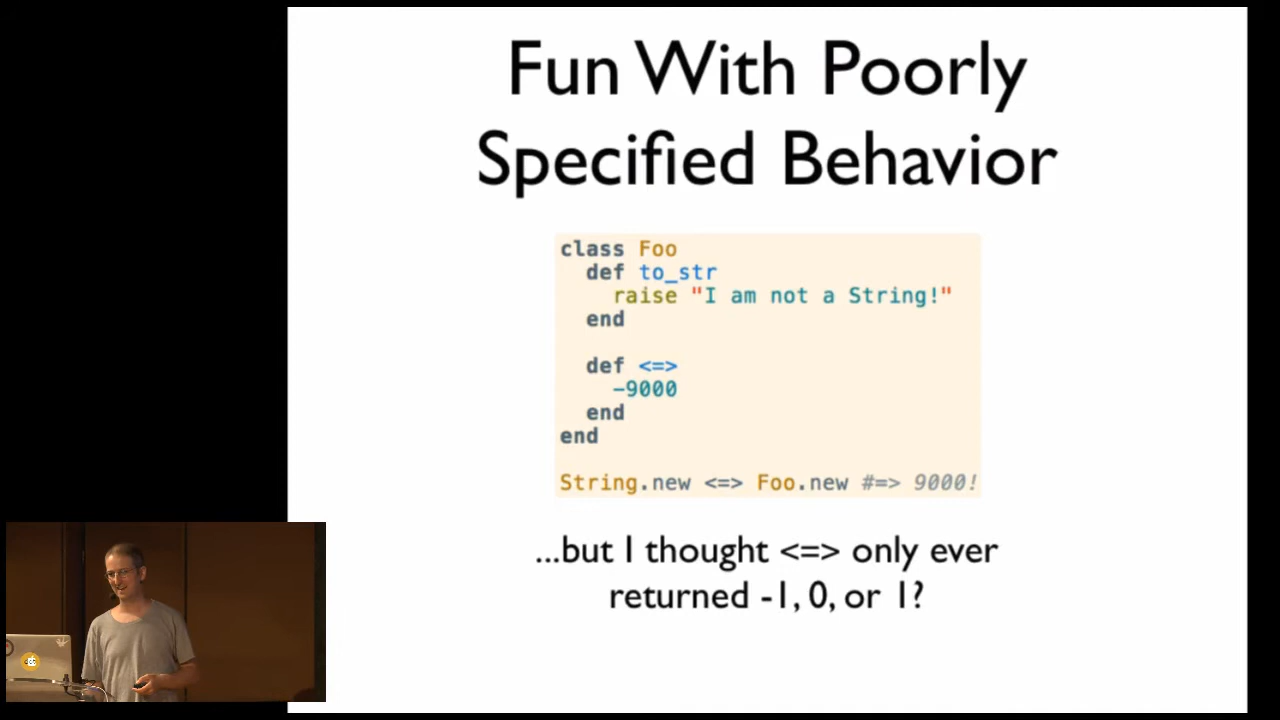 Fun With Poorly
Specified Behavior
class Foo
def to_str
raise "I am not a String!"
end
def <=>
-9000
end
end
String.new <=> Foo.new #=> 9000!
...but I thought <=> only ever
returned -1, 0, or 1?